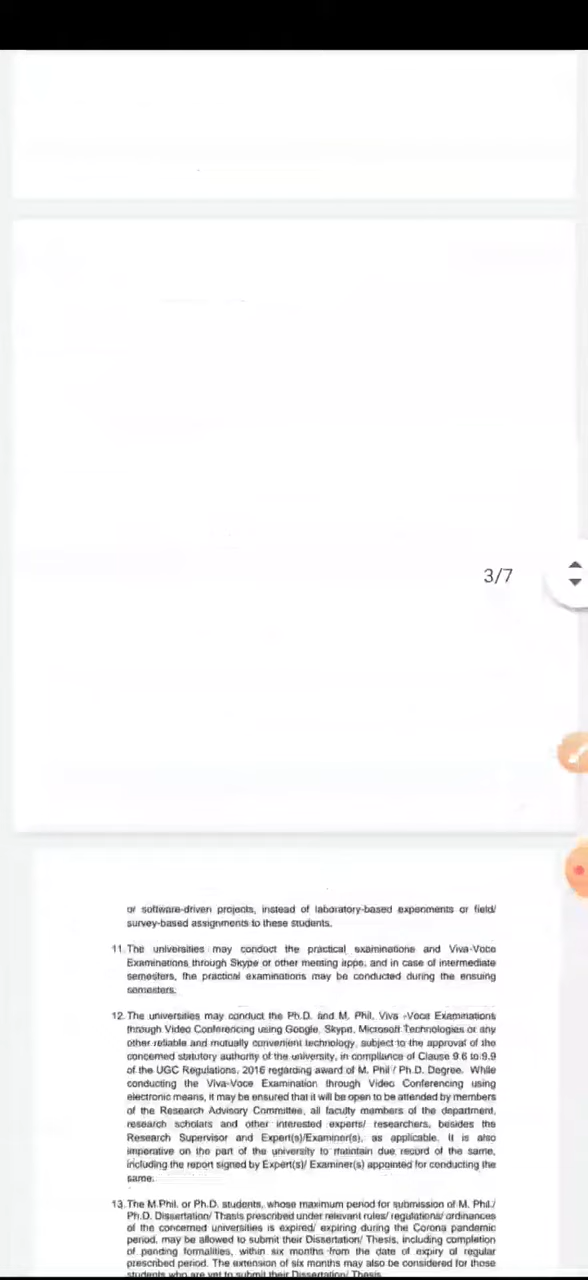 3/7
or software-driven projects, instead of laboratory-based experiments or field/
survey-based assignments to these students.
11. The universities may conduct the practical examinations and Viva-Voce
Examinations through Skype or other meeting apps, and in case of intermediate
semesters, the practical examinations may be conducted during the ensuing
semesters.
12. The universities may conduct the Ph.D. and M. Phil. Viva -Voce Examinations
through Video Conferencing using Google, Skype, Microsoft Technologies or any
other reliable and mutually convenient technology, subject to the approval of the
concerned statutory authority of the university, in compliance of Clause 9.6 to 9.9
of the UGC Regulations, 2016 regarding award of M. Phil / Ph.D. Degree. While
conducting the Viva-Voce Examination through Video Conferencing using
electronic means, it may be ensured that it will be open to be attended by members
of the Research Advisory Committee, all faculty members of the department,
research scholars and other interested experts/ researchers, besides the
Research Supervisor and Expert(s)/Examiner(s), as applicable. It is also
imperative on the part of the university to maintain due record of the same,
including the report signed by Expert(s)/ Examiner(s) appointed for conducting the
same.
13. The M.Phil. or Ph.D. students, whose maximum period for submission of M. Phil./
Ph.D. Dissertation/ Thesis prescribed under relevant rules/ regulations/ ordinances
of the concerned universities is expired/ expiring during the Corona pandemic
period, may be allowed to submit their Dissertation/ Thesis, including completion
of pending formalities, within six months from the date of expiry of regular
prescribed period. The extension of six months may also be considered for those
students who are yet to submit their Dissertation/ Thesis